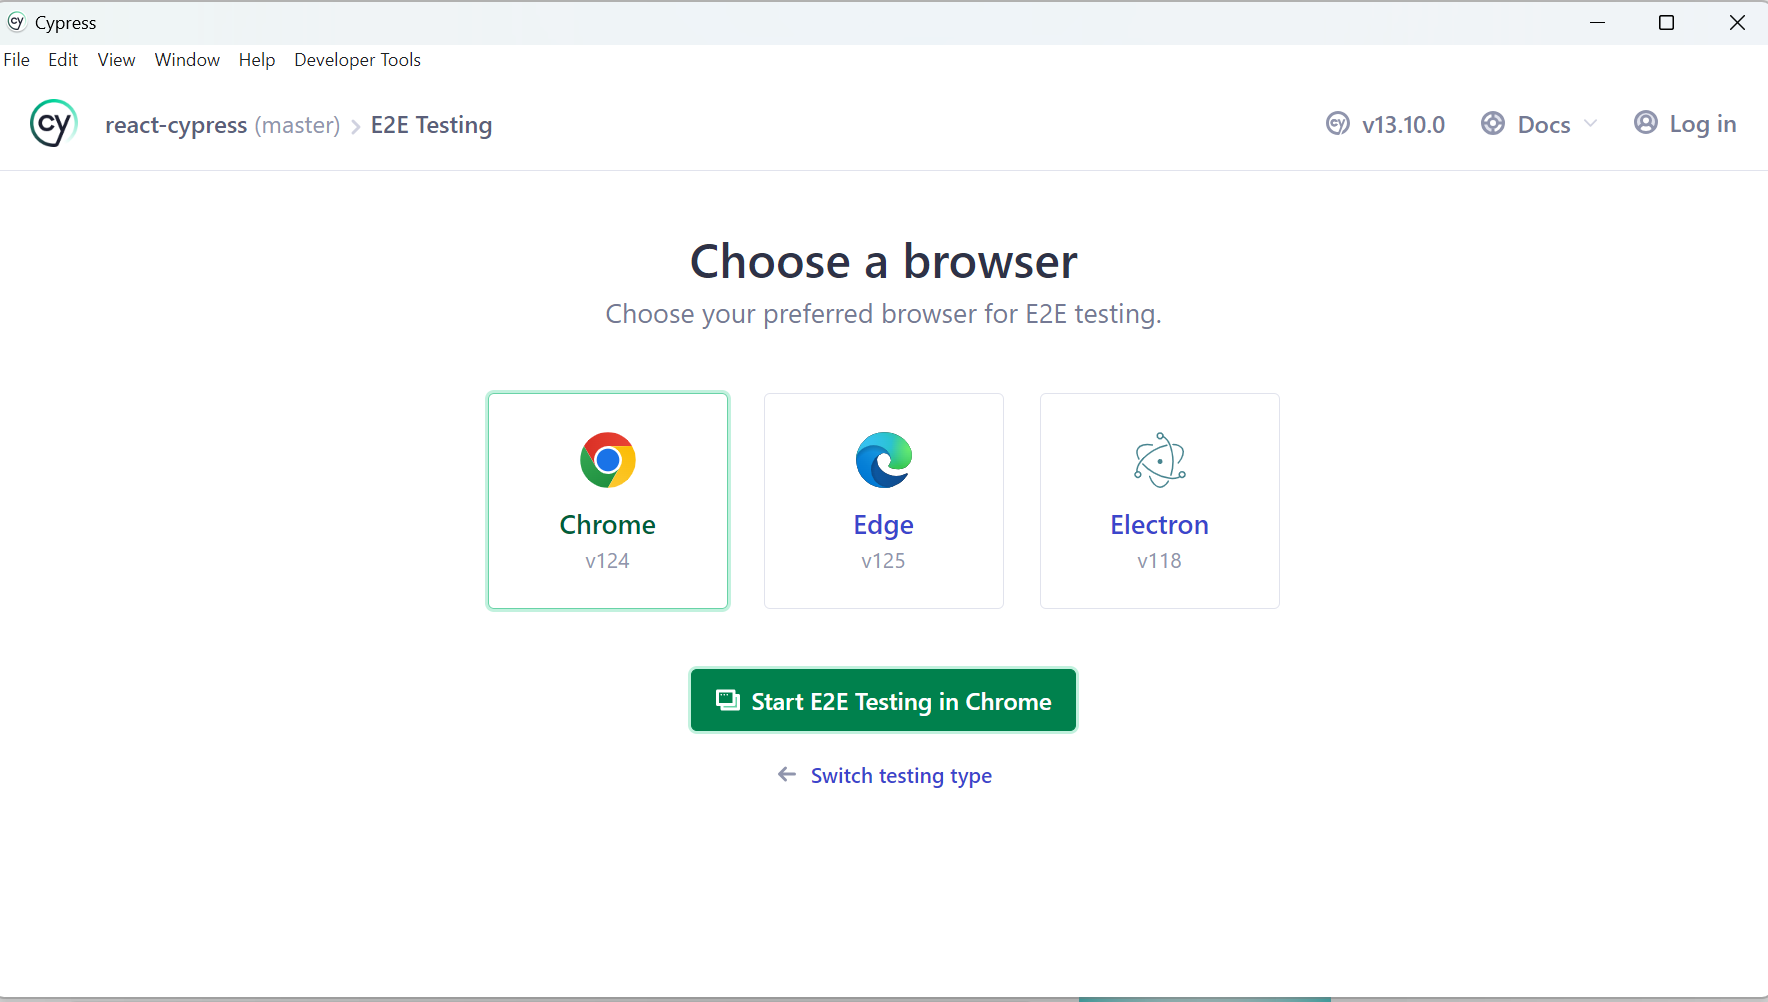 cy Cypress
File Edit View Window Help Developer Tools
cy react-cypress (master) > E2E Testing cy v13.10.0 Docs Log in
Choose a browser
Choose your preferred browser for E2E testing.
Chrome Edge Electron
v124 v125 v118
Start E2E Testing in Chrome
← Switch testing type